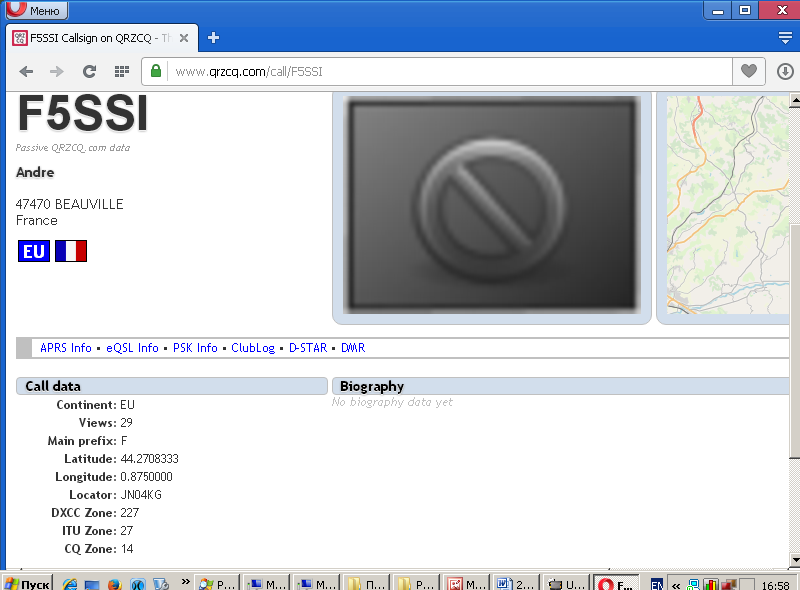 Меню
F5SSI Callsign on QRZCQ - Th
www.qrzcq.com/call/F5SSI
F5SSI
Passive QRZCQ.com data
Andre
47470 BEAUVILLE
France
EU
APRS Info • eQSL Info • PSK Info • ClubLog • D-STAR • DMR
Call data
Biography
Continent: EU
No biography data yet
Views: 29
Main prefix: F
Latitude: 44.2708333
Longitude: 0.8750000
Locator: JN04KG
DXCC Zone: 227
ITU Zone: 27
CQ Zone: 14
Пуск » P... M... M... П... P... M... 2... U... F... EN « 16:58